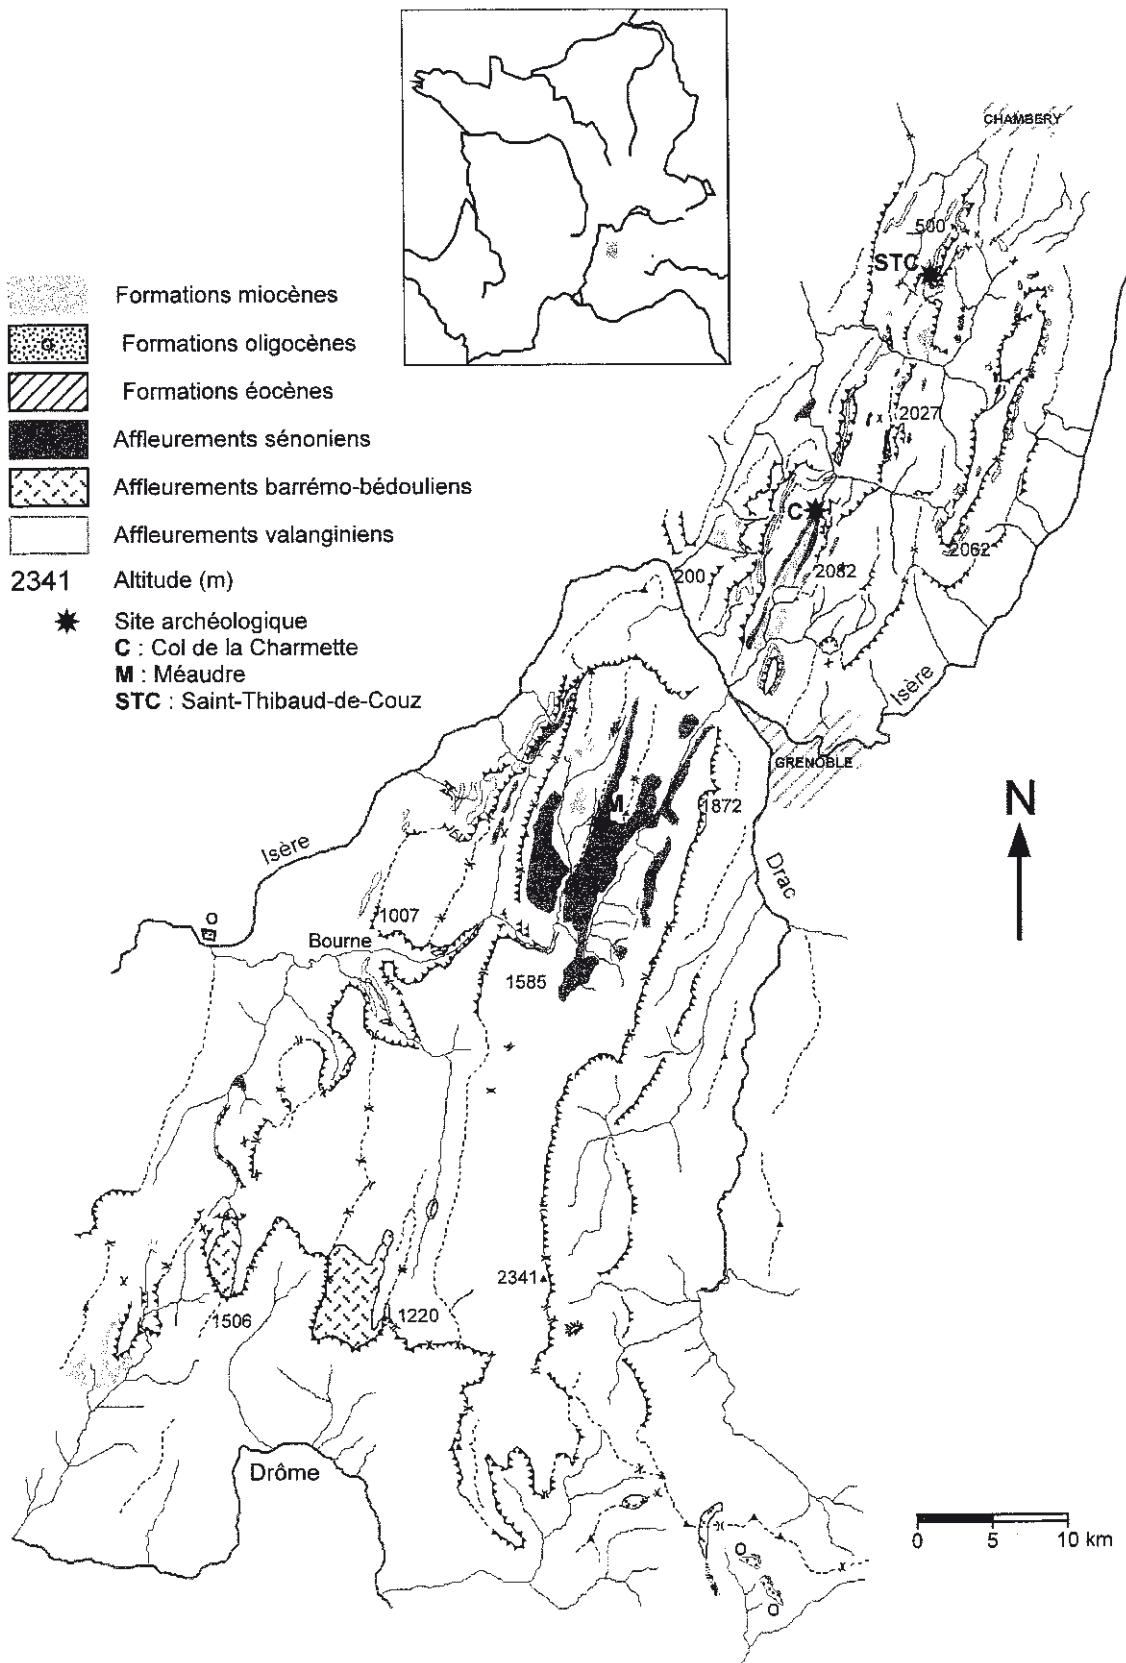 CHAMBERY
500
STC
Formations miocènes
Formations oligocènes
Formations éocènes
Affleurements sénoniens
Affleurements barrémo-bédouliens
Affleurements valanginiens
2341 Altitude (m)
Site archéologique
C : Col de la Charmette
M : Méaudre
STC : Saint-Thibaud-de-Couz
2027
C
2062
200
2082
Isère
GRENOBLE
N
M
1872
Isère
Drac
O
1007
Bourne
1585
2341
1506
1220
Drôme
0 5 10 km
O
O